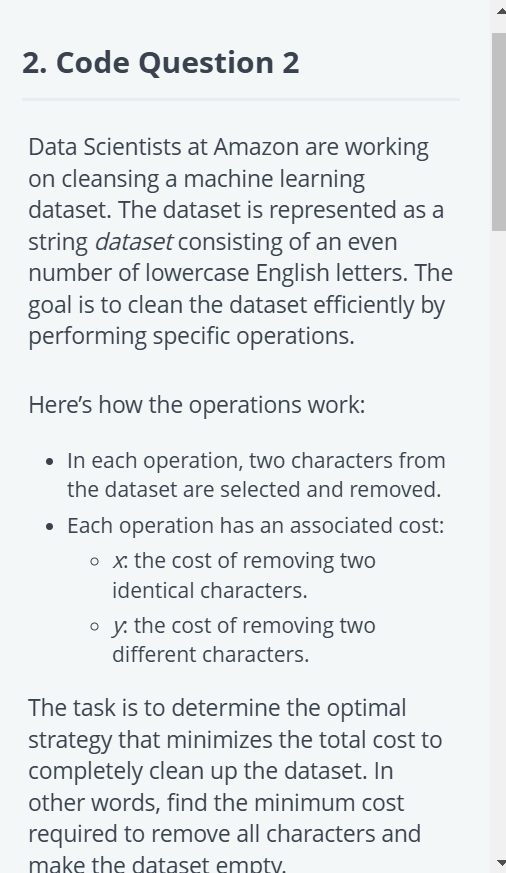 2. Code Question 2
Data Scientists at Amazon are working
on cleansing a machine learning
dataset. The dataset is represented as a
string dataset consisting of an even
number of lowercase English letters. The
goal is to clean the dataset efficiently by
performing specific operations.
Here’s how the operations work:
• In each operation, two characters from
the dataset are selected and removed.
• Each operation has an associated cost:
◦ x: the cost of removing two
identical characters.
◦ y: the cost of removing two
different characters.
The task is to determine the optimal
strategy that minimizes the total cost to
completely clean up the dataset. In
other words, find the minimum cost
required to remove all characters and
make the dataset empty.